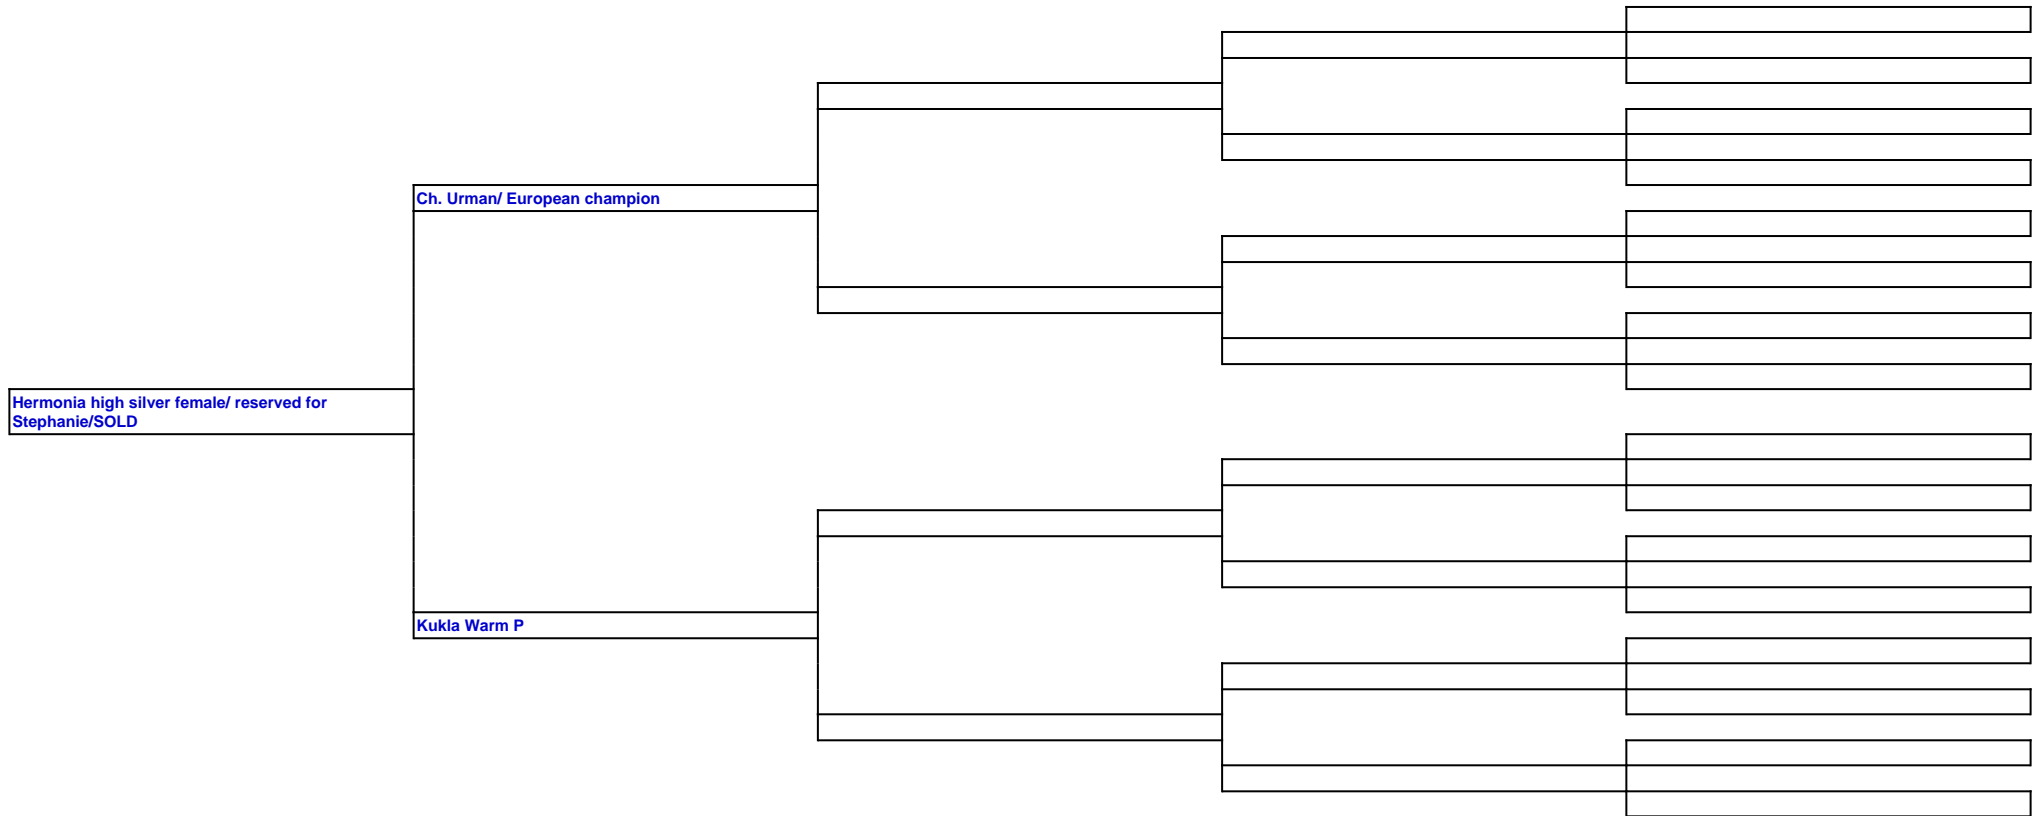 Ch. Urman/ European champion
Hermonia high silver female/ reserved for
Stephanie/SOLD
Kukla Warm P